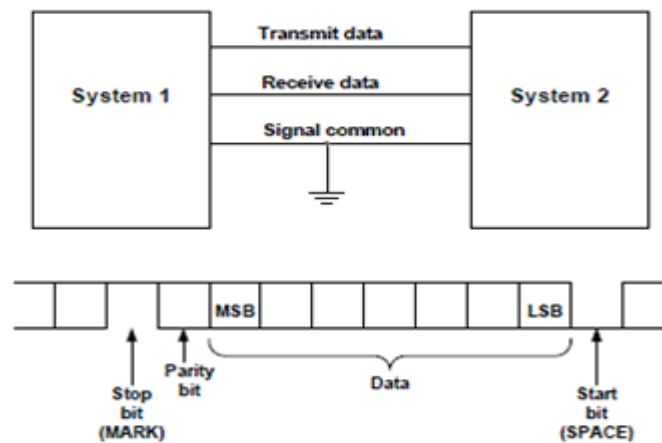 Transmit data
System 1
Receive data
System 2
Signal common
MSB
LSB
Stop
bit
(MARK)
Parity
bit
Data
Start
bit
(SPACE)